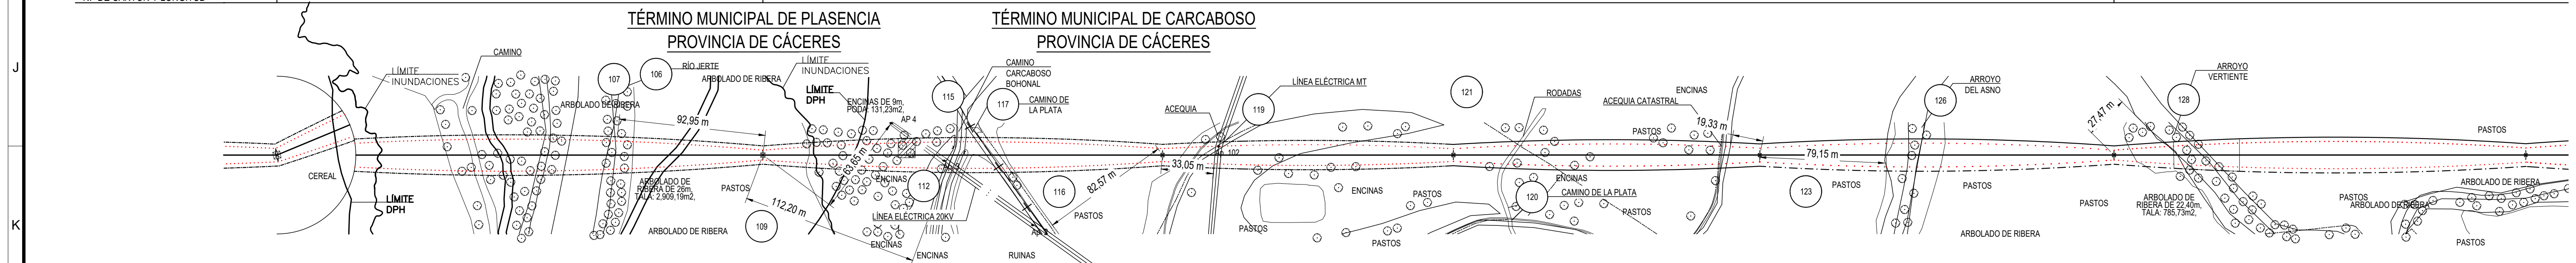 Nº DE CANTÓN Y LONGITUD
J
K
TÉRMINO MUNICIPAL DE PLASENCIA
PROVINCIA DE CÁCERES
TÉRMINO MUNICIPAL DE CARCABOSO
PROVINCIA DE CÁCERES
LÍMITE
INUNDACIONES
CAMINO
107
106
RÍO JERTE
ARBOLADO DE RIBERA
ARBOLADO DE RIBERA
92,95 m
LÍMITE
INUNDACIONES
LÍMITE
DPH
ENCINAS DE 9m,
PODA: 131,23m2,
AP 4
115
CAMINO
CARCABOSO
BOHONAL
117
CAMINO DE
LA PLATA
ACEQUIA
119
LÍNEA ELÉCTRICA MT
102
121
RODADAS
ACEQUIA CATASTRAL
ENCINAS
PASTOS
19,33 m
126
ARROYO
DEL ASNO
27,47 m
128
ARROYO
VERTIENTE
PASTOS
CEREAL
LÍMITE
DPH
ARBOLADO DE
RIBERA DE 26m,
TALA: 2,909,19m2,
PASTOS
112,20 m
109
ARBOLADO DE RIBERA
63,65 m
ENCINAS
112
LÍNEA ELÉCTRICA 20KV
ENCINAS
ENCINAS
RUINAS
116
82,57 m
PASTOS
33,05 m
PASTOS
ENCINAS
PASTOS
PASTOS
120
ENCINAS
CAMINO DE LA PLATA
PASTOS
79,15 m
123
PASTOS
PASTOS
ARBOLADO DE RIBERA
PASTOS
ARBOLADO DE
RIBERA DE 22,40m,
TALA: 785,73m2,
PASTOS
ARBOLADO DE RIBERA
ARBOLADO DE RIBERA
PASTOS